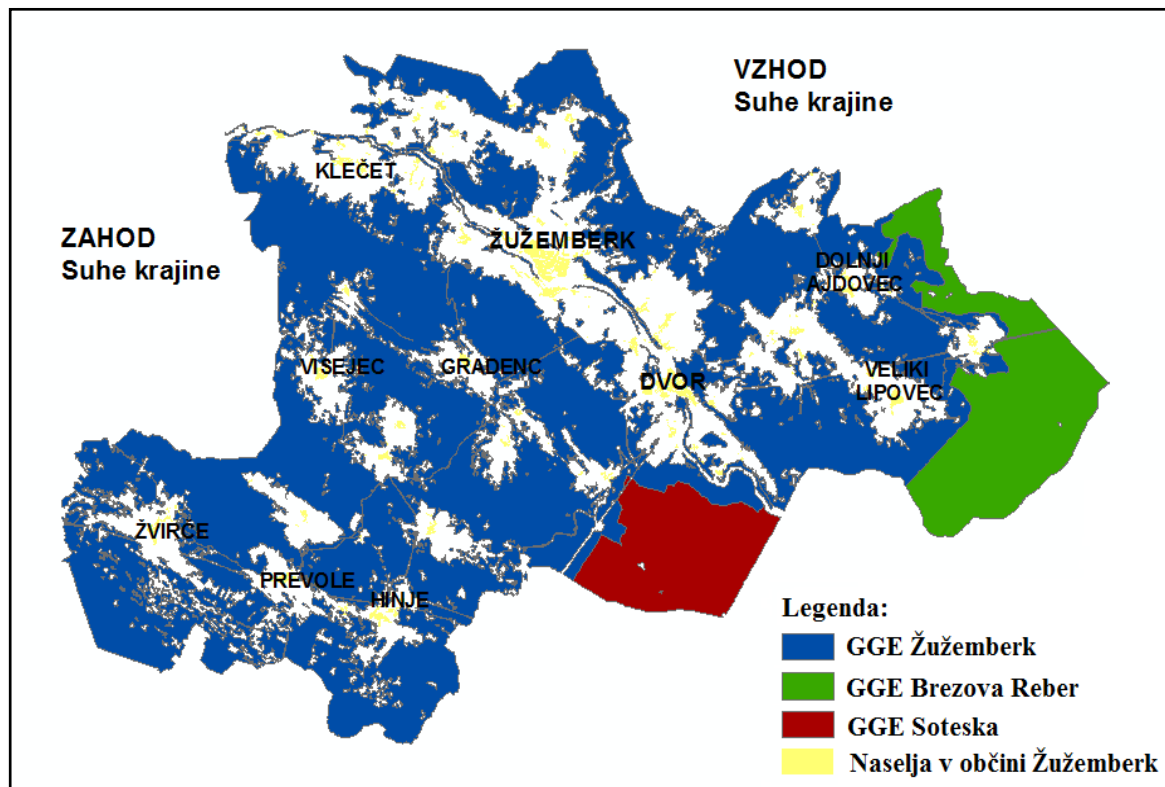 VZHOD
Suhe krajine
KLEČET
ZAHOD
Suhe krajine
ŽUŽEMBERK
DOLNJI
AJDOVEC
VISEJEC
GRADENC
DVOR
VELIKI
LIPOVEC
ŽVIRČE
PREVOLE
HINJE
Legenda:
GGE Žužemberk
GGE Brezova Reber
GGE Soteska
Naselja v občini Žužemberk